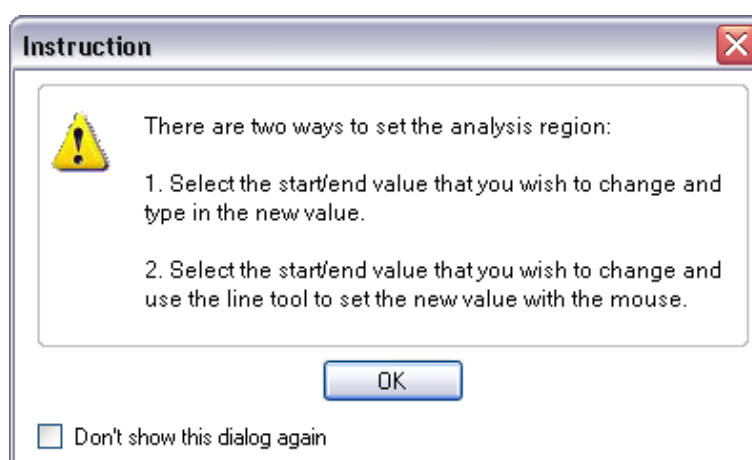 Instruction
There are two ways to set the analysis region:
1. Select the start/end value that you wish to change and
type in the new value.
2. Select the start/end value that you wish to change and
use the line tool to set the new value with the mouse.
OK
Don't show this dialog again